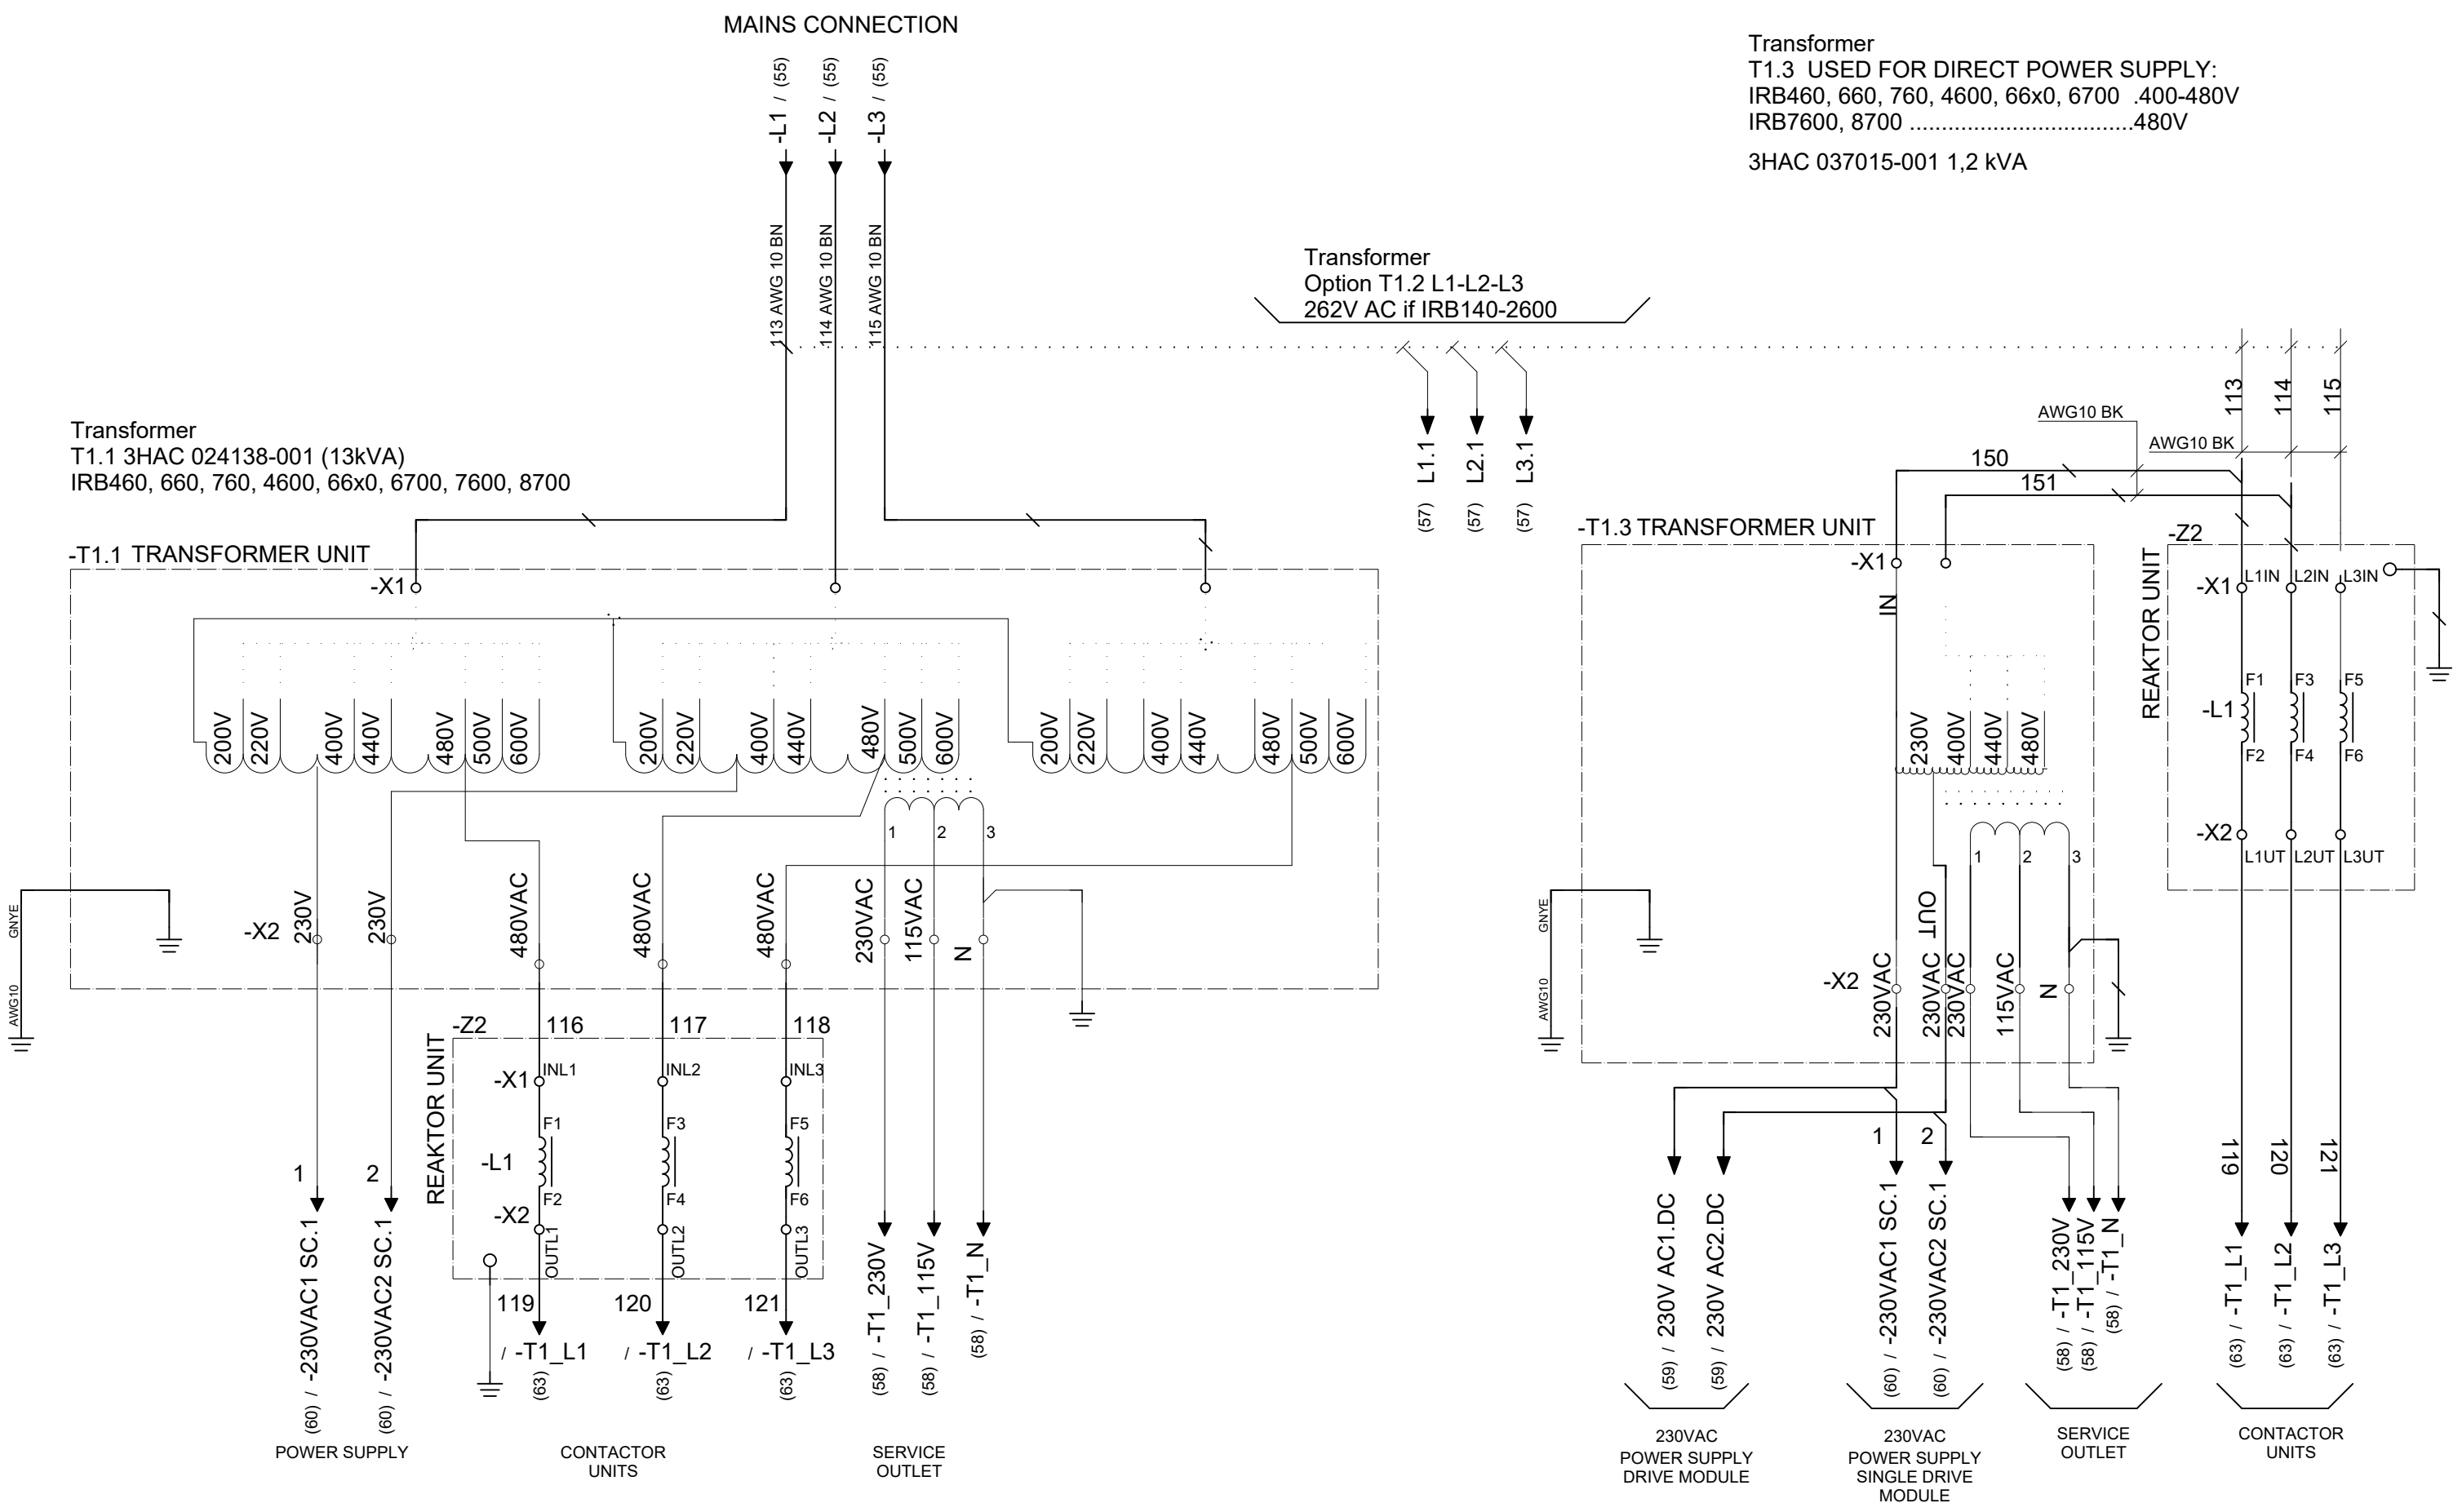 MAINS CONNECTION
-L1 / (55)
-L2 / (55)
-L3 / (55)
113 AWG 10 BN
114 AWG 10 BN
115 AWG 10 BN
Transformer
T1.3 USED FOR DIRECT POWER SUPPLY:
IRB460, 660, 760, 4600, 66x0, 6700 .400-480V
IRB7600, 8700 ...................................480V
3HAC 037015-001 1,2 kVA
Transformer
Option T1.2 L1-L2-L3
262V AC if IRB140-2600
(57) L1.1
(57) L2.1
(57) L3.1
Transformer
T1.1 3HAC 024138-001 (13kVA)
IRB460, 660, 760, 4600, 66x0, 6700, 7600, 8700
-T1.1 TRANSFORMER UNIT
-X1
200V
220V
400V
440V
480V
500V
600V
200V
220V
400V
440V
480V
500V
600V
200V
220V
400V
440V
480V
500V
600V
1
2
3
-X2
230V
230V
480VAC
480VAC
480VAC
230VAC
115VAC
N
AWG10 GNYE
-Z2
116
117
118
REAKTOR UNIT
-X1
INL1
INL2
INL3
F1
F3
F5
-L1
F2
F4
F6
-X2
OUTL1
OUTL2
OUTL3
119
120
121
1
2
(60) / -230VAC1 SC.1
(60) / -230VAC2 SC.1
/ -T1_L1
(63)
/ -T1_L2
(63)
/ -T1_L3
(63)
(58) / -T1_230V
(58) / -T1_115V
(58) / -T1_N
POWER SUPPLY
CONTACTOR
UNITS
SERVICE
OUTLET
113
114
115
AWG10 BK
AWG10 BK
150
151
-T1.3 TRANSFORMER UNIT
-X1
IN
230V
400V
440V
480V
1
2
3
OUT
-X2
230VAC
230VAC
230VAC
115VAC
N
AWG10 GNYE
-Z2
REAKTOR UNIT
-X1
L1IN
L2IN
L3IN
F1
F3
F5
-L1
F2
F4
F6
-X2
L1UT
L2UT
L3UT
119
120
121
1
2
(59) / 230V AC1.DC
(59) / 230V AC2.DC
(60) / -230VAC1 SC.1
(60) / -230VAC2 SC.1
(58) / -T1_230V
(58) / -T1_115V
(58) / -T1_N
(63) / -T1_L1
(63) / -T1_L2
(63) / -T1_L3
230VAC
POWER SUPPLY
DRIVE MODULE
230VAC
POWER SUPPLY
SINGLE DRIVE
MODULE
SERVICE
OUTLET
CONTACTOR
UNITS